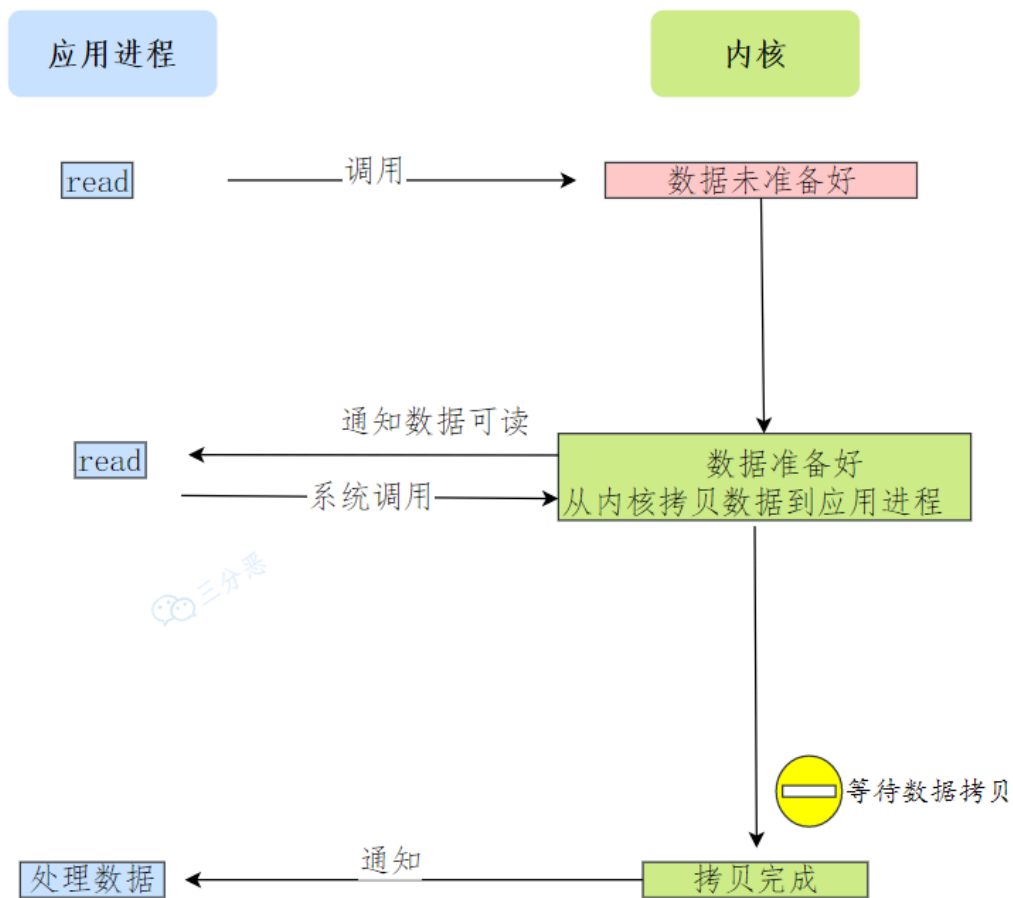 应用进程
内核
read
调用
数据未准备好
通知数据可读
read
数据准备好
系统调用
从内核拷贝数据到应用进程
三分恶
等待数据拷贝
处理数据
通知
拷贝完成